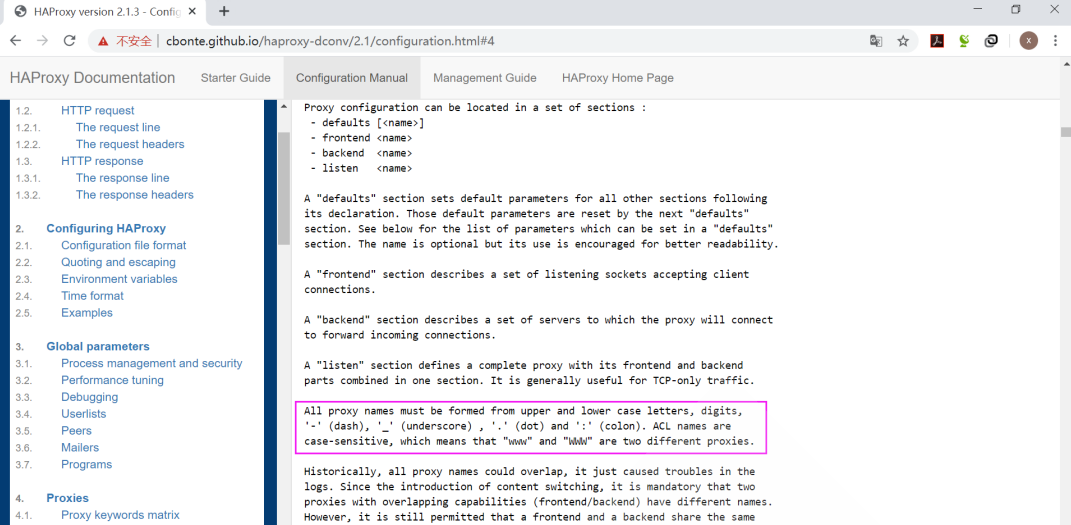 HAProxy version 2.1.3 - Config
不安全 | cbonte.github.io/haproxy-dconv/2.1/configuration.html#4
x
HAProxy Documentation Starter Guide Configuration Manual Management Guide HAProxy Home Page
1.2. HTTP request
1.2.1. The request line
1.2.2. The request headers
1.3. HTTP response
1.3.1. The response line
1.3.2. The response headers
2. Configuring HAProxy
2.1. Configuration file format
2.2. Quoting and escaping
2.3. Environment variables
2.4. Time format
2.5. Examples
3. Global parameters
3.1. Process management and security
3.2. Performance tuning
3.3. Debugging
3.4. Userlists
3.5. Peers
3.6. Mailers
3.7. Programs
4. Proxies
4.1. Proxy keywords matrix
Proxy configuration can be located in a set of sections :
- defaults [<name>]
- frontend <name>
- backend <name>
- listen <name>
A "defaults" section sets default parameters for all other sections following
its declaration. Those default parameters are reset by the next "defaults"
section. See below for the list of parameters which can be set in a "defaults"
section. The name is optional but its use is encouraged for better readability.
A "frontend" section describes a set of listening sockets accepting client
connections.
A "backend" section describes a set of servers to which the proxy will connect
to forward incoming connections.
A "listen" section defines a complete proxy with its frontend and backend
parts combined in one section. It is generally useful for TCP-only traffic.
All proxy names must be formed from upper and lower case letters, digits,
'-' (dash), '_' (underscore) , '.' (dot) and ':' (colon). ACL names are
case-sensitive, which means that "www" and "WWW" are two different proxies.
Historically, all proxy names could overlap, it just caused troubles in the
logs. Since the introduction of content switching, it is mandatory that two
proxies with overlapping capabilities (frontend/backend) have different names.
However, it is still permitted that a frontend and a backend share the same